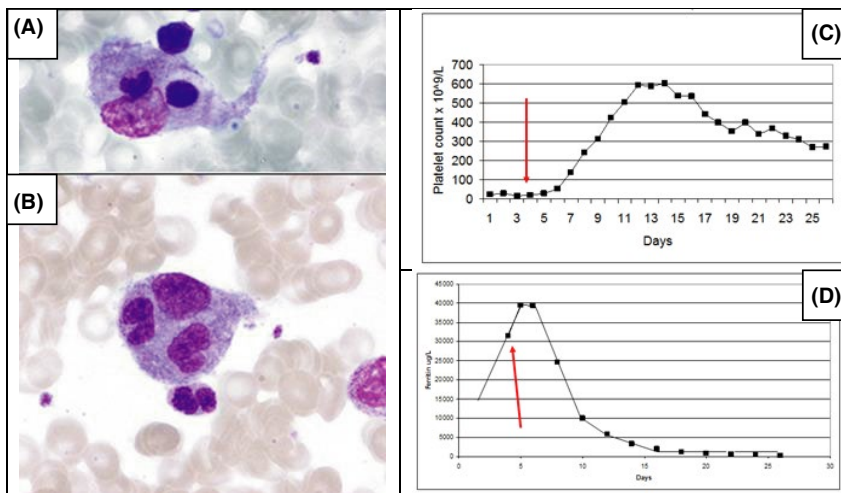 (A)
(B)
(C)
Platelet count x 10^9/L
700
600
500
400
300
200
100
0
1 3 5 7 9 11 13 15 17 19 21 23 25
Days
(D)
Ferritin ug/L
45000
40000
35000
30000
25000
20000
15000
10000
5000
0
0 5 10 15 20 25 30
Days